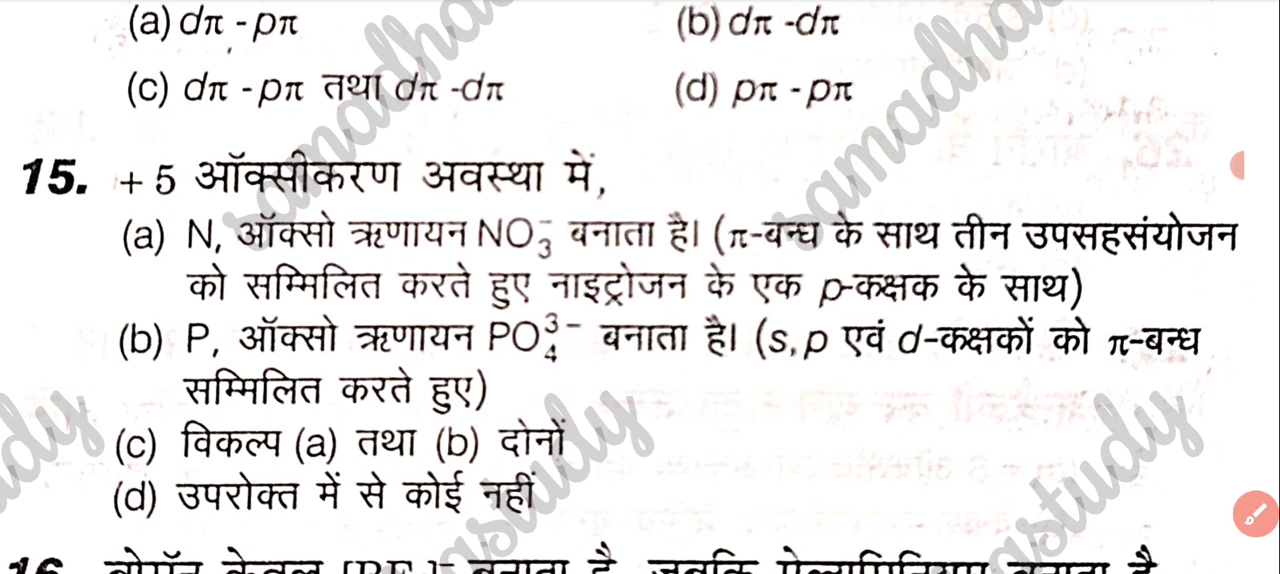 (a) dπ - pπ (b) dπ -dπ
(c) dπ - pπ तथा dπ -dπ (d) pπ - pπ
15. + 5 ऑक्सीकरण अवस्था में,
(a) N, ऑक्सो ऋणायन NO₃⁻ बनाता है। (π-बन्ध के साथ तीन उपसहसंयोजन
को सम्मिलित करते हुए नाइट्रोजन के एक p-कक्षक के साथ)
(b) P, ऑक्सो ऋणायन PO₄³⁻ बनाता है। (s, p एवं d-कक्षकों को π-बन्ध
सम्मिलित करते हुए)
(c) विकल्प (a) तथा (b) दोनों
(d) उपरोक्त में से कोई नहीं